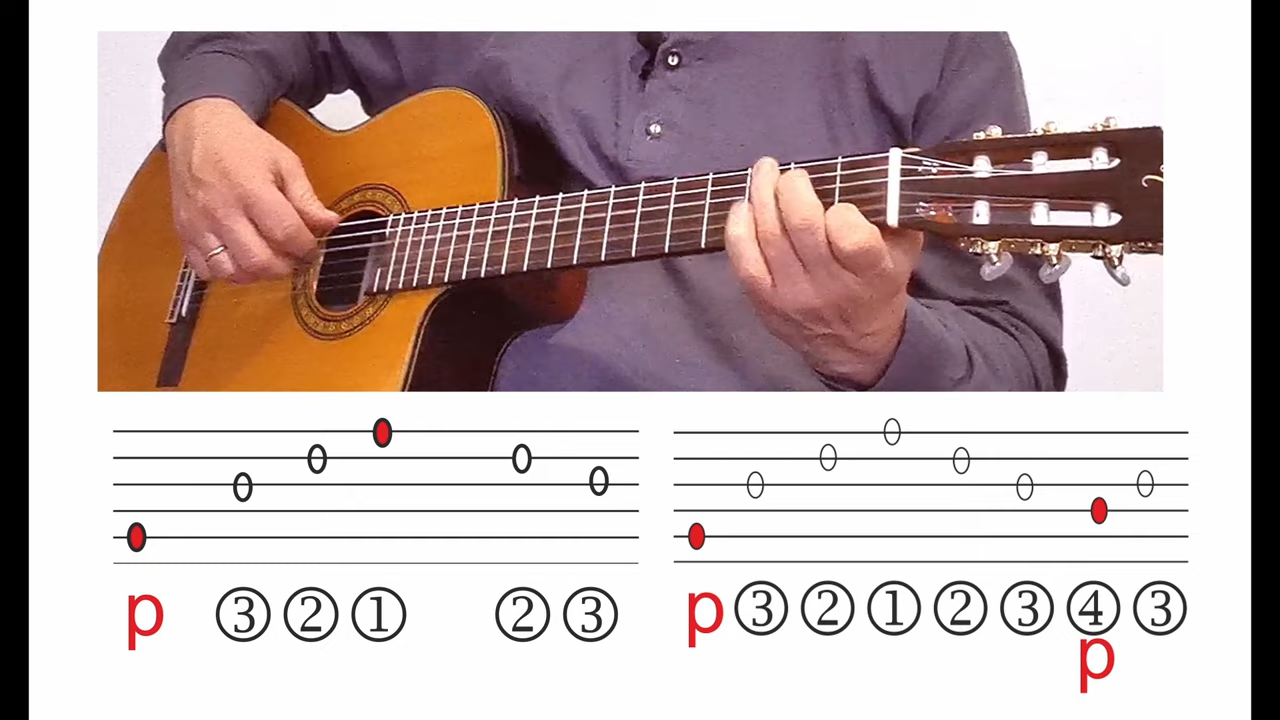 p ③ ② ① ② ③
p ③ ② ① ② ③ ④ ③
p